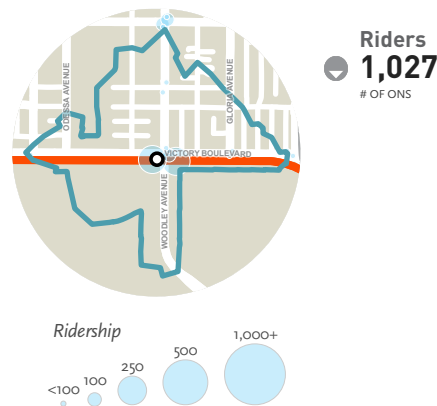 Riders
1,027
# OF ONS
ODESSA AVENUE
GLORIA AVENUE
VICTORY BOULEVARD
WOODLEY AVENUE
Ridership
<100
100
250
500
1,000+